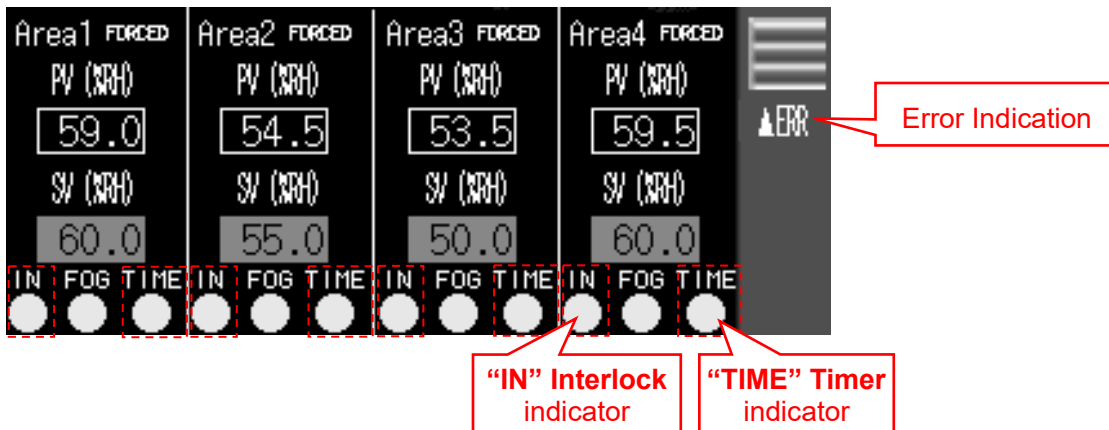 Area1 FORCED Area2 FORCED Area3 FORCED Area4 FORCED
PV (%RH) PV (%RH) PV (%RH) PV (%RH)
59.0 54.5 53.5 59.5
ERR
Error Indication
SV (%RH) SV (%RH) SV (%RH) SV (%RH)
60.0 55.0 50.0 60.0
IN FOG TIME IN FOG TIME IN FOG TIME IN FOG TIME
“IN” Interlock
indicator
“TIME” Timer
indicator